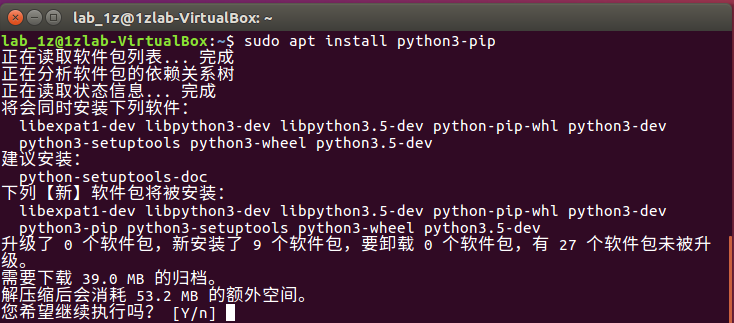 lab_1z@1zlab-VirtualBox: ~
lab_1z@1zlab-VirtualBox:~$ sudo apt install python3-pip
正在读取软件包列表... 完成
正在分析软件包的依赖关系树
正在读取状态信息... 完成
将会同时安装下列软件：
libexpat1-dev libpython3-dev libpython3.5-dev python-pip-whl python3-dev
python3-setuptools python3-wheel python3.5-dev
建议安装：
python-setuptools-doc
下列【新】软件包将被安装：
libexpat1-dev libpython3-dev libpython3.5-dev python-pip-whl python3-dev
python3-pip python3-setuptools python3-wheel python3.5-dev
升级了 0 个软件包，新安装了 9 个软件包，要卸载 0 个软件包，有 27 个软件包未被升
级。
需要下载 39.0 MB 的归档。
解压缩后会消耗 53.2 MB 的额外空间。
您希望继续执行吗？ [Y/n]